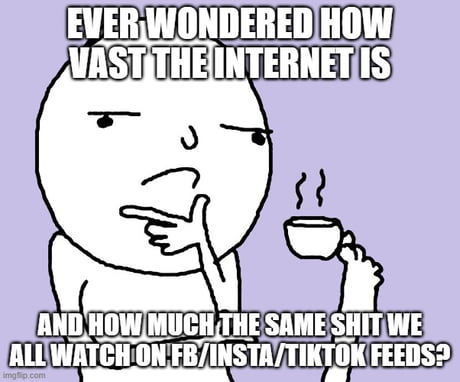 EVER WONDERED HOW
VAST THE INTERNET IS
AND HOW MUCH THE SAME SHIT WE
ALL WATCH ON FB/INSTA/TIKTOK FEEDS?
imgflip.com